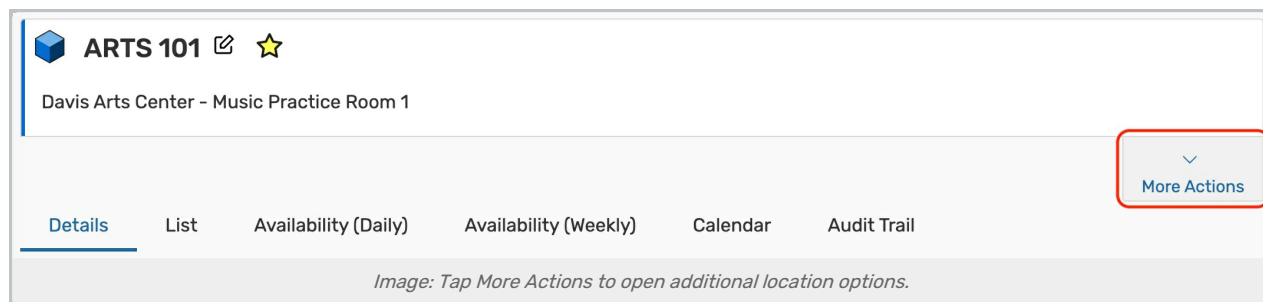 ARTS 101
Davis Arts Center - Music Practice Room 1
More Actions
Details List Availability (Daily) Availability (Weekly) Calendar Audit Trail
Image: Tap More Actions to open additional location options.